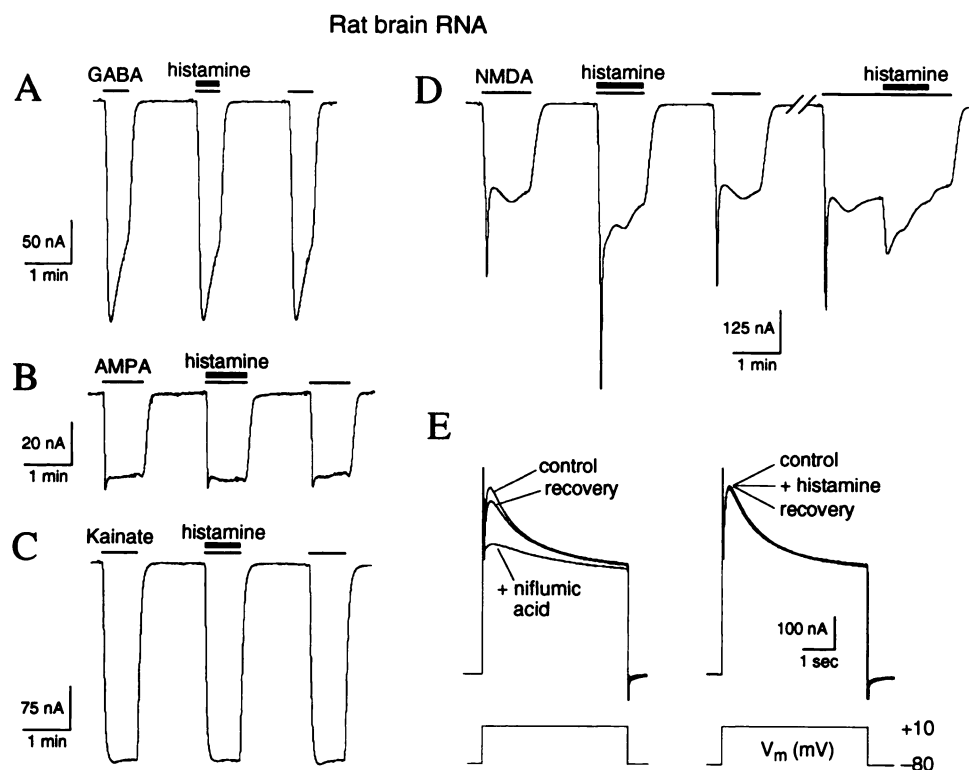 Rat brain RNA
A
GABA
histamine
50 nA
1 min
B
AMPA
histamine
20 nA
1 min
C
Kainate
histamine
75 nA
1 min
D
NMDA
histamine
histamine
125 nA
1 min
E
control
recovery
+ niflumic
acid
control
+ histamine
recovery
100 nA
1 sec
+10
Vm (mV)
–80